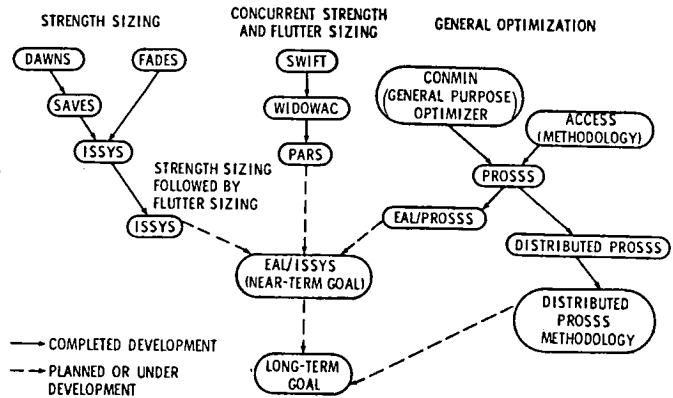 STRENGTH SIZING
CONCURRENT STRENGTH
AND FLUTTER SIZING
GENERAL OPTIMIZATION
DAWNS
FADES
SAVES
ISSYS
STRENGTH SIZING
FOLLOWED BY
FLUTTER SIZING
ISSYS
SWIFT
WIDOWAC
PARS
CONMIN
(GENERAL PURPOSE)
OPTIMIZER
ACCESS
(METHODOLOGY)
PROSSS
EAL/PROSSS
DISTRIBUTED PROSSS
DISTRIBUTED
PROSSS
METHODOLOGY
EAL/ISSYS
(NEAR-TERM GOAL)
LONG-TERM
GOAL
COMPLETED DEVELOPMENT
PLANNED OR UNDER
DEVELOPMENT